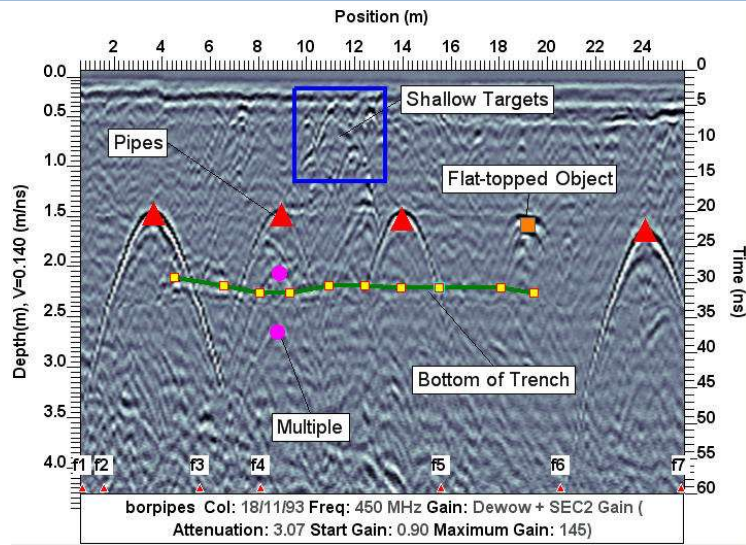 Position (m)
2 4 6 8 10 12 14 16 18 20 22 24
0.0
0.5
1.0
1.5
2.0
2.5
3.0
3.5
4.0
Depth(m), V=0.140 (m/ns)
0
5
10
15
20
25
30
35
40
45
50
55
60
Time (ns)
Shallow Targets
Pipes
Flat-topped Object
Bottom of Trench
Multiple
f1 f2 f3 f4 f5 f6 f7
borpipes Col: 18/11/93 Freq: 450 MHz Gain: Dewow + SEC2 Gain (
Attenuation: 3.07 Start Gain: 0.90 Maximum Gain: 145)